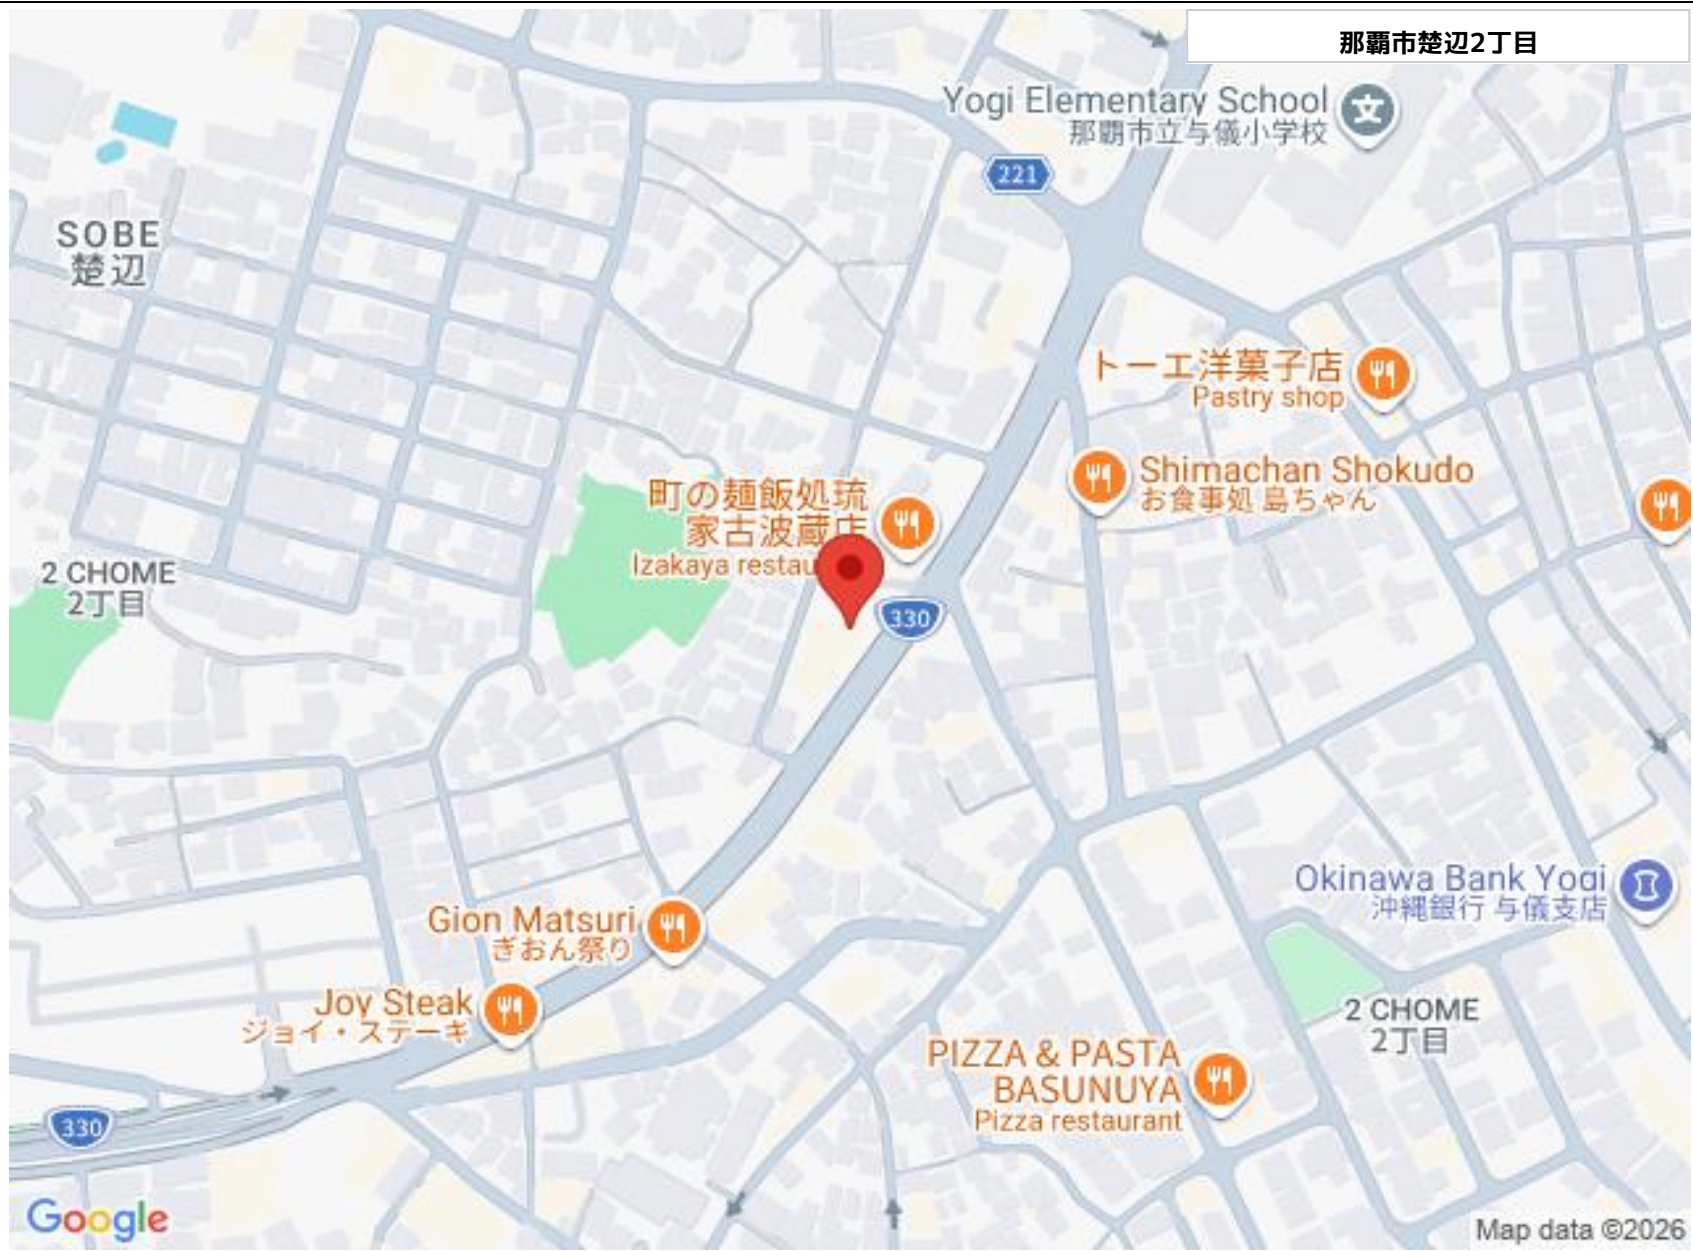 那覇市楚辺2丁目
Yogi Elementary School
那覇市立与儀小学校
221
SOBE
楚辺
トーエ洋菓子店
Pastry shop
Shimachan Shokudo
お食事処 島ちゃん
町の麺飯処琉
家古波蔵店
Izakaya restau
330
2 CHOME
2丁目
Okinawa Bank Yogi
沖縄銀行 与儀支店
Gion Matsuri
ぎおん祭り
Joy Steak
ジョイ・ステーキ
2 CHOME
2丁目
PIZZA & PASTA
BASUNUYA
Pizza restaurant
330
Google
Map data ©2026